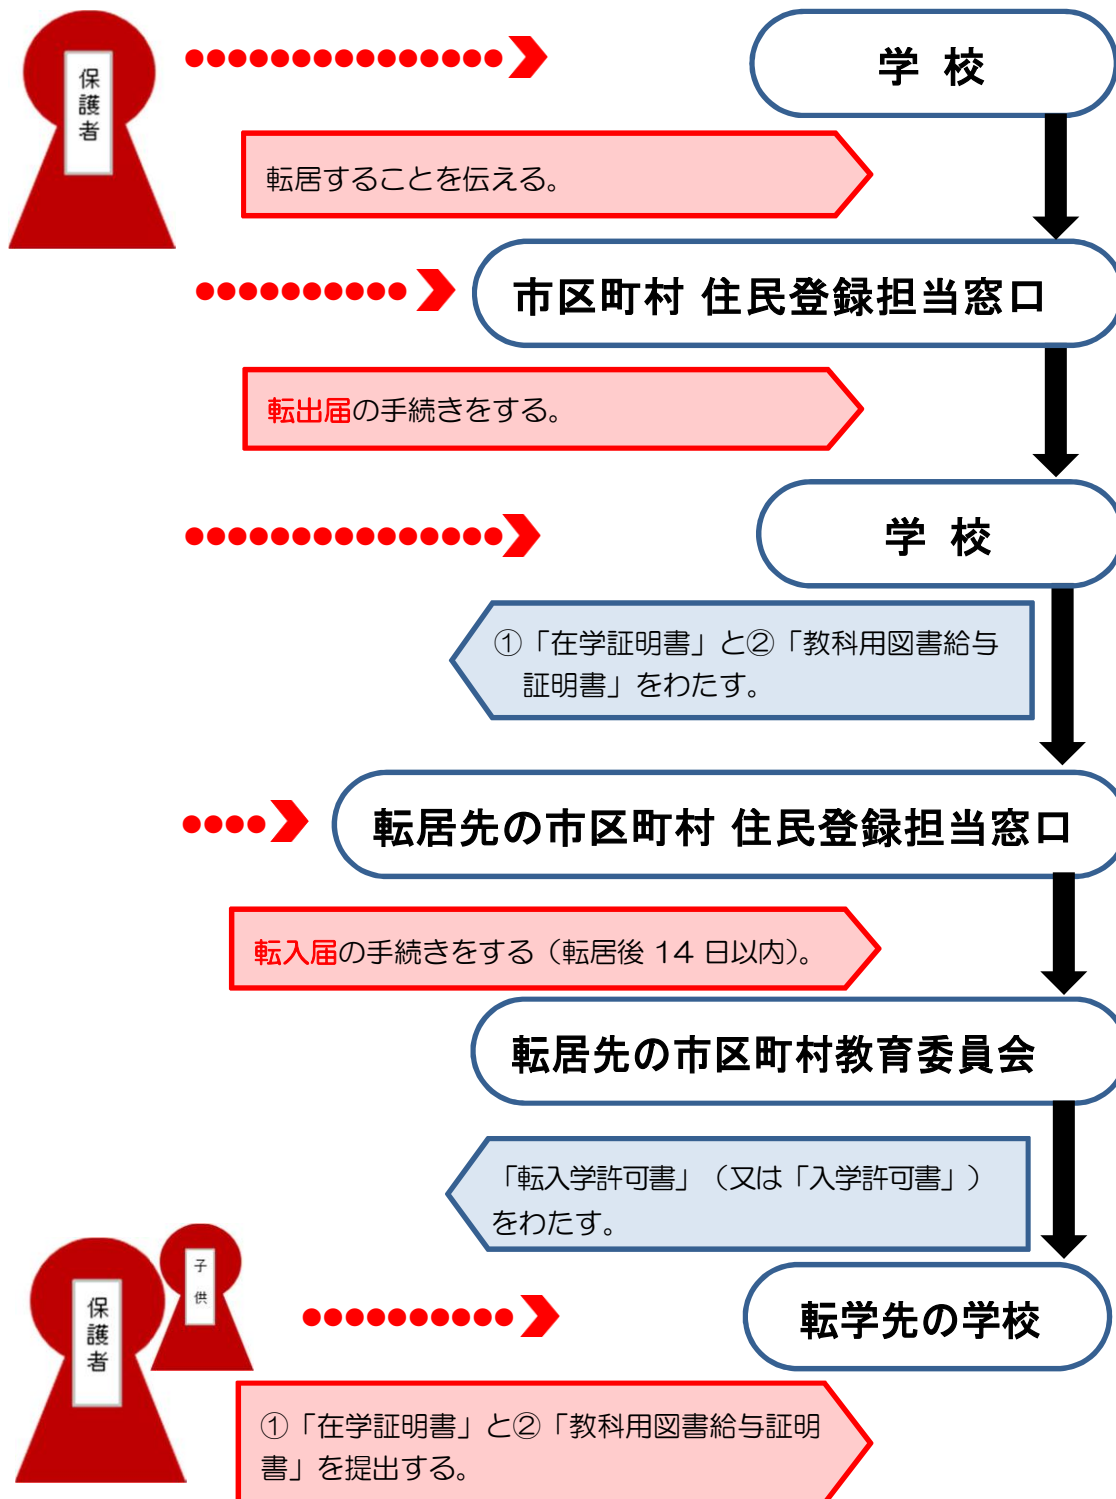 保護者
学 校
転居することを伝える。
市区町村 住民登録担当窓口
転出届の手続きをする。
学 校
①「在学証明書」と②「教科用図書給与
証明書」をわたす。
転居先の市区町村 住民登録担当窓口
転入届の手続きをする（転居後 14 日以内）。
転居先の市区町村教育委員会
「転入学許可書」（又は「入学許可書」）
をわたす。
子供
保護者
転学先の学校
①「在学証明書」と②「教科用図書給与証明
書」を提出する。